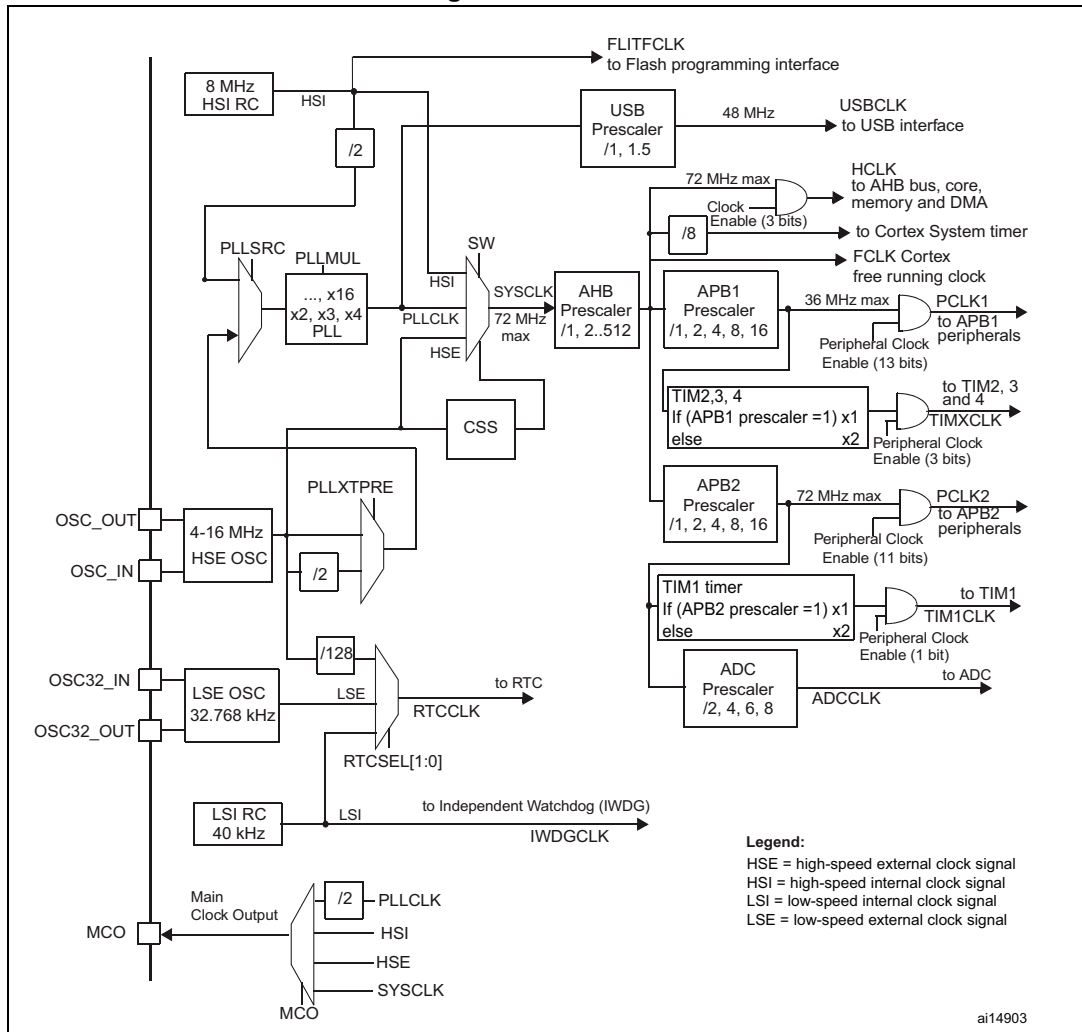 FLITFCLK
to Flash programming interface
8 MHz
HSI RC
HSI
/2
USB
Prescaler
/1, 1.5
48 MHz
USBCLK
to USB interface
72 MHz max
Clock
Enable (3 bits)
HCLK
to AHB bus, core,
memory and DMA
/8
to Cortex System timer
FCLK Cortex
free running clock
PLLSRC
PLLMUL
..., x16
x2, x3, x4
PLL
SW
HSI
PLLCLK
HSE
SYSCLK
72 MHz
max
AHB
Prescaler
/1, 2..512
APB1
Prescaler
/1, 2, 4, 8, 16
36 MHz max
PCLK1
to APB1
peripherals
Peripheral Clock
Enable (13 bits)
TIM2,3, 4
If (APB1 prescaler =1) x1
else x2
to TIM2, 3
and 4
TIMXCLK
Peripheral Clock
Enable (3 bits)
CSS
PLLXTPRE
OSC_OUT
OSC_IN
4-16 MHz
HSE OSC
/2
APB2
Prescaler
/1, 2, 4, 8, 16
72 MHz max
PCLK2
to APB2
peripherals
Peripheral Clock
Enable (11 bits)
TIM1 timer
If (APB2 prescaler =1) x1
else x2
to TIM1
TIM1CLK
Peripheral Clock
Enable (1 bit)
/128
OSC32_IN
OSC32_OUT
LSE OSC
32.768 kHz
LSE
to RTC
RTCCLK
RTCSEL[1:0]
ADC
Prescaler
/2, 4, 6, 8
to ADC
ADCCLK
LSI RC
40 kHz
LSI
to Independent Watchdog (IWDG)
IWDGCLK
Legend:
HSE = high-speed external clock signal
HSI = high-speed internal clock signal
LSI = low-speed internal clock signal
LSE = low-speed external clock signal
Main
Clock Output
MCO
/2
PLLCLK
HSI
HSE
SYSCLK
MCO
ai14903